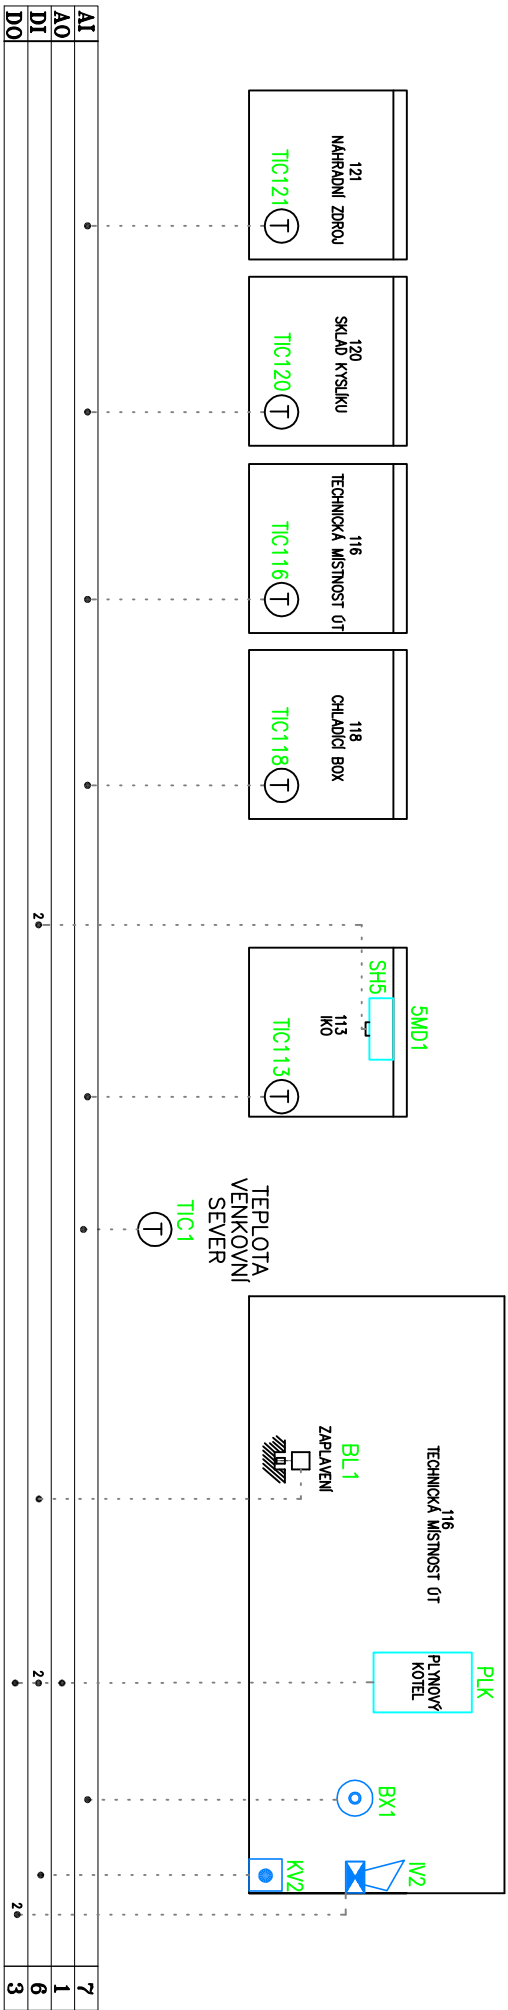 121
NÁHRADNÍ ZDROJ
TIC121
T
120
SKLAD KYSLÍKU
TIC120
T
116
TECHNICKÁ MÍSTNOST ÚT
TIC116
T
118
CHLADÍCÍ BOX
TIC118
T
5MD1
SH5
113
IKO
TIC113
T
TEPLOTA
VENKOVNÍ
SEVER
TIC1
T
116
TECHNICKÁ MÍSTNOST ÚT
BL1
ZAPLAVENÍ
PLK
PLYNOVÝ
KOTEL
BX1
IV2
KV2
AI 7
AO 1
DI 2 2 6
DO 2 3